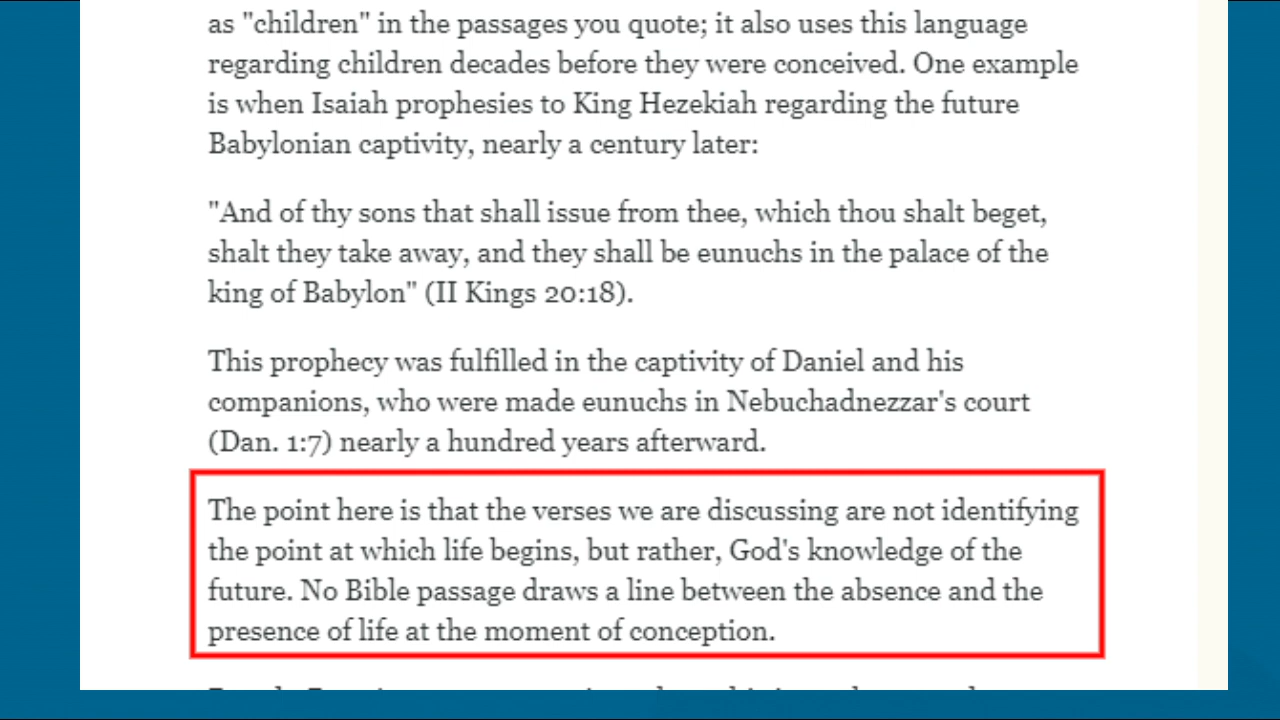 as "children" in the passages you quote; it also uses this language
regarding children decades before they were conceived. One example
is when Isaiah prophesies to King Hezekiah regarding the future
Babylonian captivity, nearly a century later:
"And of thy sons that shall issue from thee, which thou shalt beget,
shalt they take away, and they shall be eunuchs in the palace of the
king of Babylon" (II Kings 20:18).
This prophecy was fulfilled in the captivity of Daniel and his
companions, who were made eunuchs in Nebuchadnezzar's court
(Dan. 1:7) nearly a hundred years afterward.
The point here is that the verses we are discussing are not identifying
the point at which life begins, but rather, God's knowledge of the
future. No Bible passage draws a line between the absence and the
presence of life at the moment of conception.